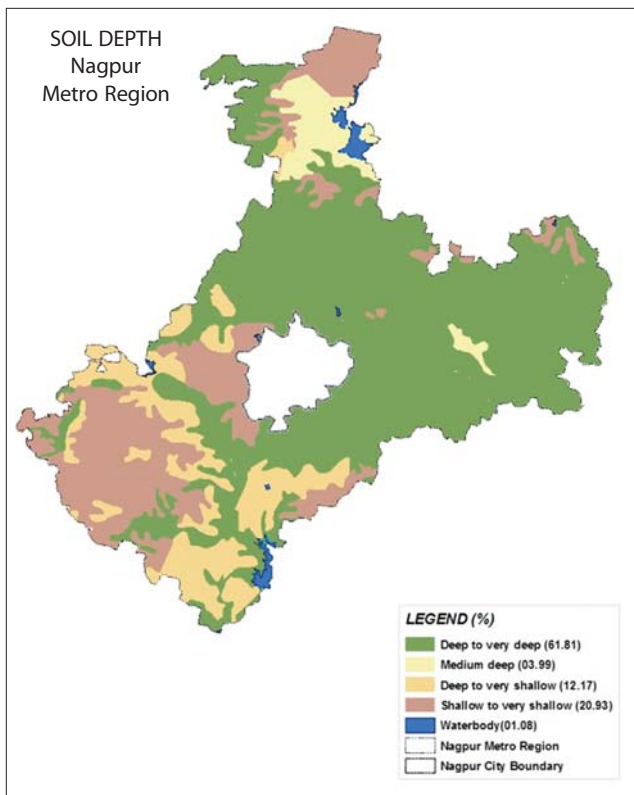 SOIL DEPTH
Nagpur
Metro Region
LEGEND (%)
Deep to very deep (61.81)
Medium deep (03.99)
Deep to very shallow (12.17)
Shallow to very shallow (20.93)
Waterbody(01.08)
Nagpur Metro Region
Nagpur City Boundary